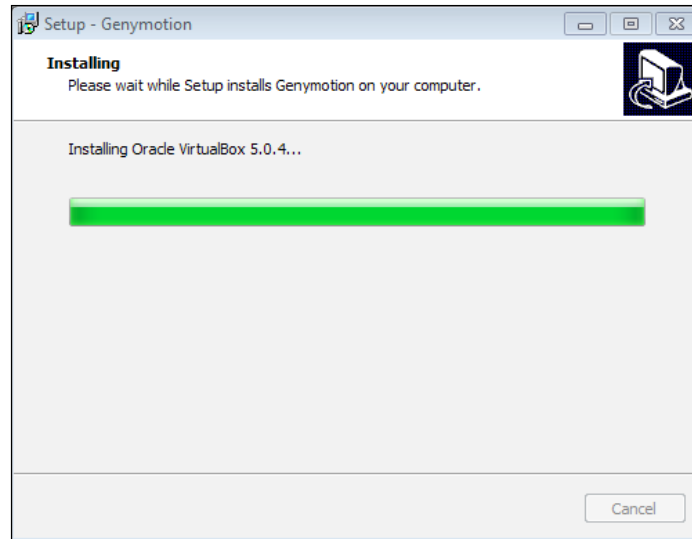 Setup - Genymotion
Installing
Please wait while Setup installs Genymotion on your computer.
Installing Oracle VirtualBox 5.0.4...
Cancel